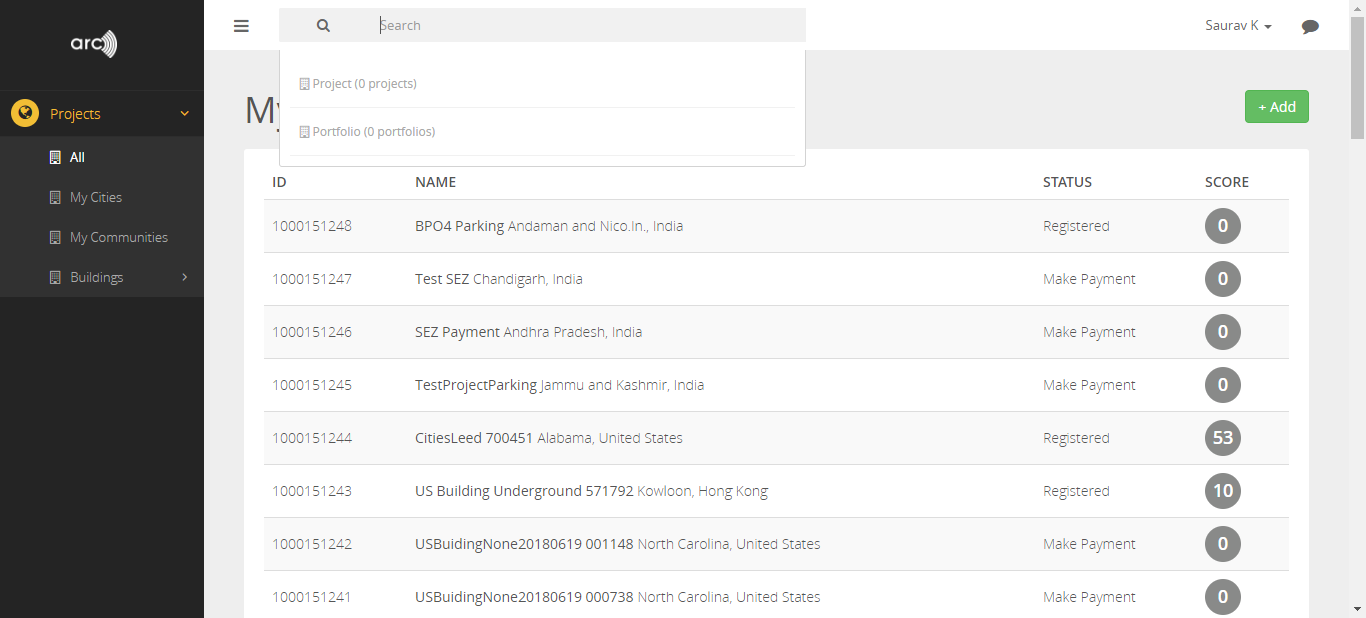 arc
Search
Saurav K
Projects
All
My Cities
My Communities
Buildings
Project (0 projects)
Portfolio (0 portfolios)
My
+ Add
ID NAME STATUS SCORE
1000151248 BPO4 Parking Andaman and Nico.In., India Registered 0
1000151247 Test SEZ Chandigarh, India Make Payment 0
1000151246 SEZ Payment Andhra Pradesh, India Make Payment 0
1000151245 TestProjectParking Jammu and Kashmir, India Make Payment 0
1000151244 CitiesLeed 700451 Alabama, United States Registered 53
1000151243 US Building Underground 571792 Kowloon, Hong Kong Registered 10
1000151242 USBuidingNone20180619 001148 North Carolina, United States Make Payment 0
1000151241 USBuidingNone20180619 000738 North Carolina, United States Make Payment 0